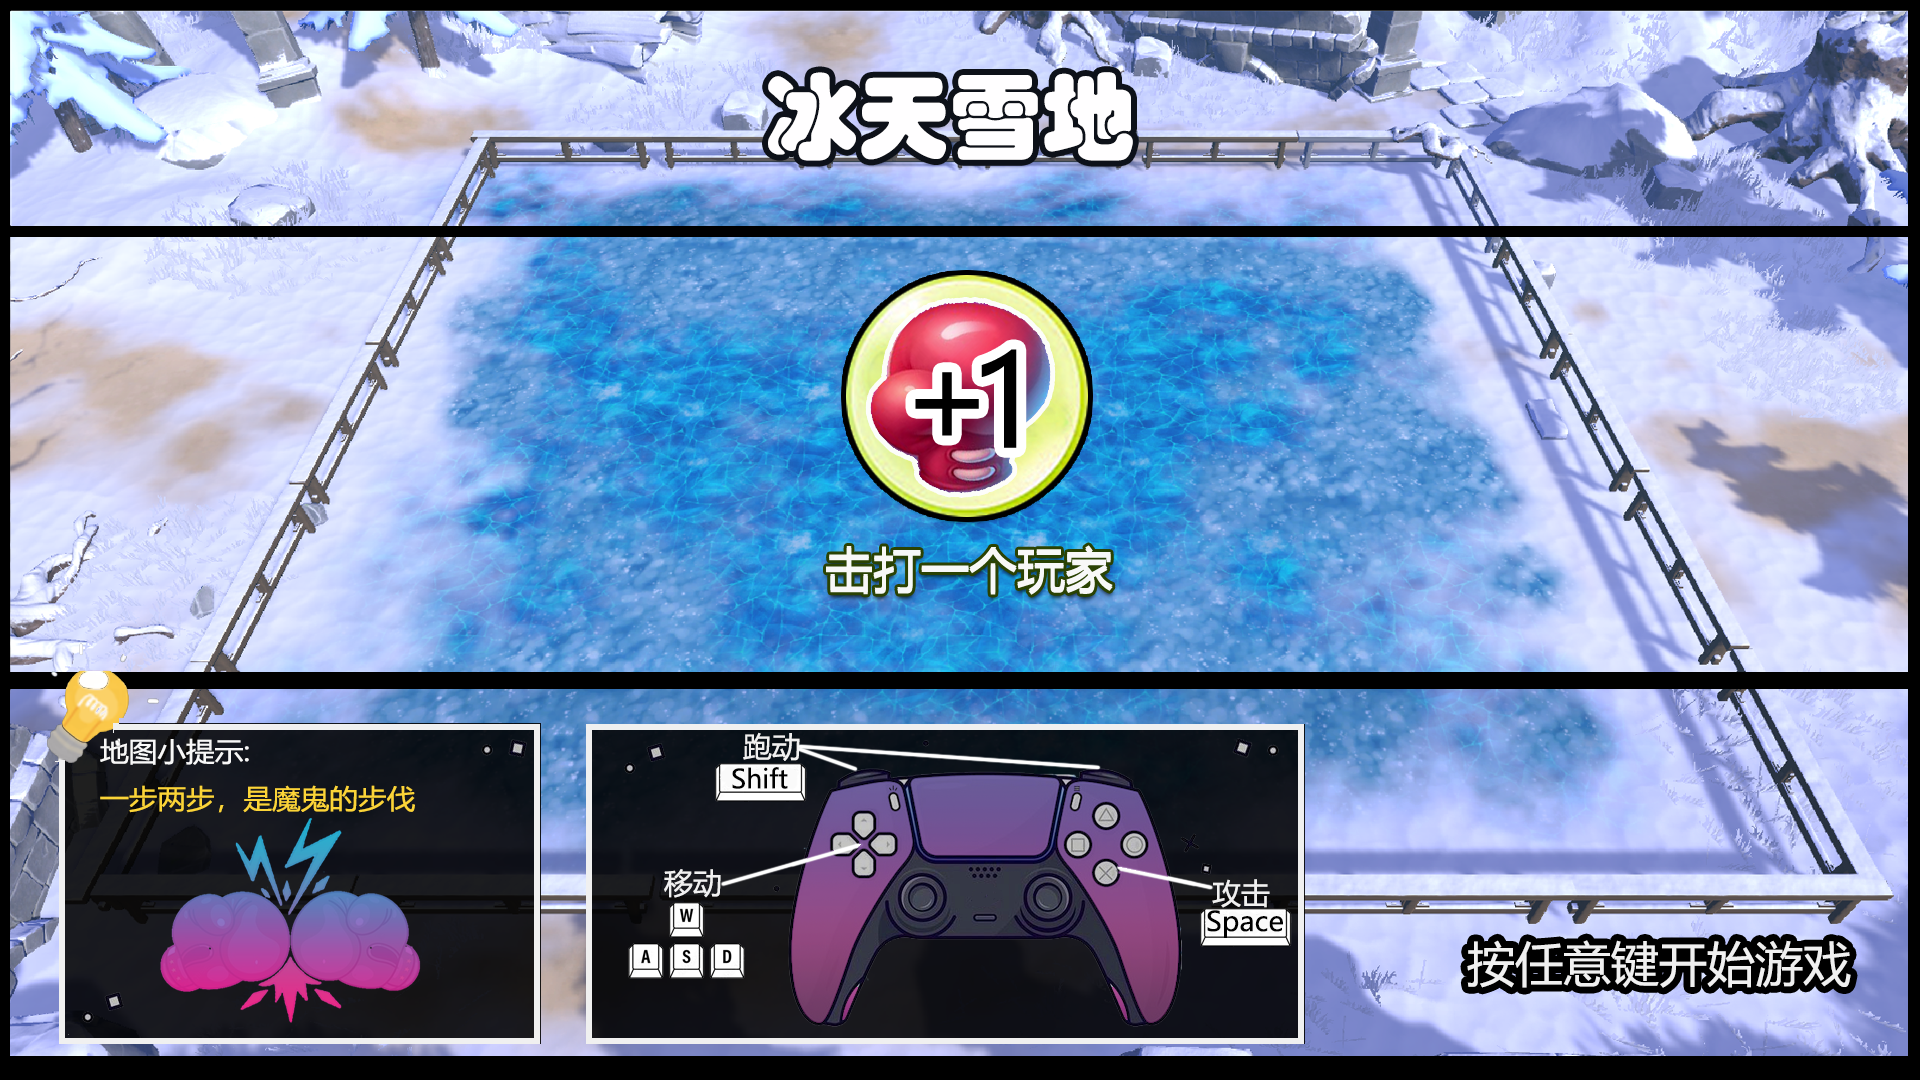 冰天雪地
+1
击打一个玩家
地图小提示:
一步两步，是魔鬼的步伐
跑动
Shift
移动
W
A S D
攻击
Space
按任意键开始游戏